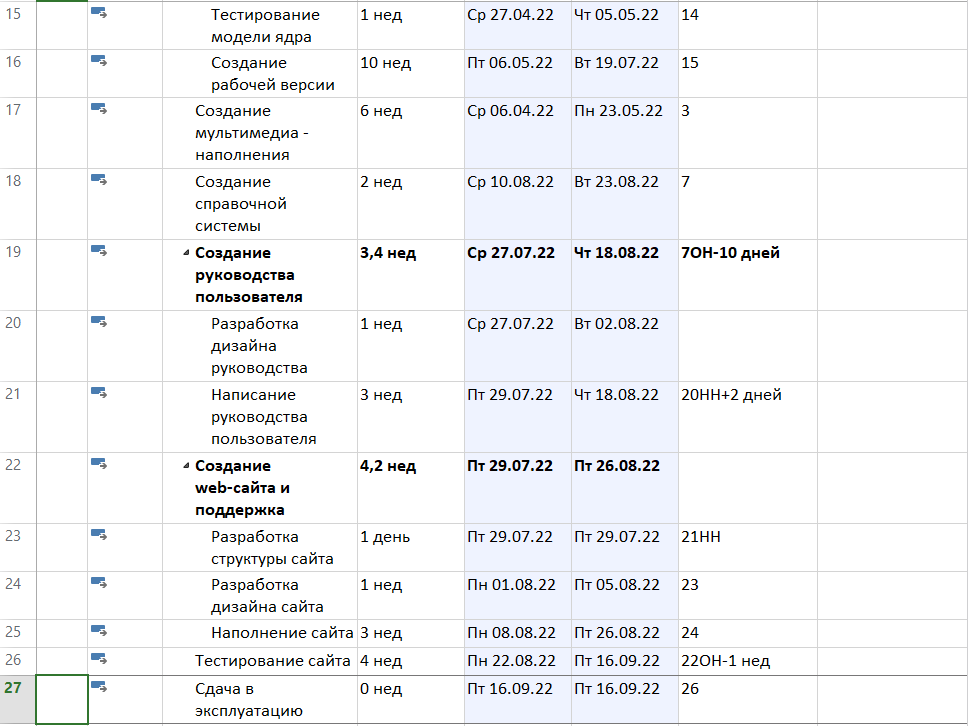 15 Тестирование 1 нед Ср 27.04.22 Чт 05.05.22 14
модели ядра
16 Создание 10 нед Пт 06.05.22 Вт 19.07.22 15
рабочей версии
17 Создание 6 нед Ср 06.04.22 Пн 23.05.22 3
мультимедиа -
наполнения
18 Создание 2 нед Ср 10.08.22 Вт 23.08.22 7
справочной
системы
19 Создание 3,4 нед Ср 27.07.22 Чт 18.08.22 7ОН-10 дней
руководства
пользователя
20 Разработка 1 нед Ср 27.07.22 Вт 02.08.22
дизайна
руководства
21 Написание 3 нед Пт 29.07.22 Чт 18.08.22 20НН+2 дней
руководства
пользователя
22 Создание 4,2 нед Пт 29.07.22 Пт 26.08.22
web-сайта и
поддержка
23 Разработка 1 день Пт 29.07.22 Пт 29.07.22 21НН
структуры сайта
24 Разработка 1 нед Пн 01.08.22 Пт 05.08.22 23
дизайна сайта
25 Наполнение сайта 3 нед Пн 08.08.22 Пт 26.08.22 24
26 Тестирование сайта 4 нед Пн 22.08.22 Пт 16.09.22 22ОН-1 нед
27 Сдача в 0 нед Пт 16.09.22 Пт 16.09.22 26
эксплуатацию